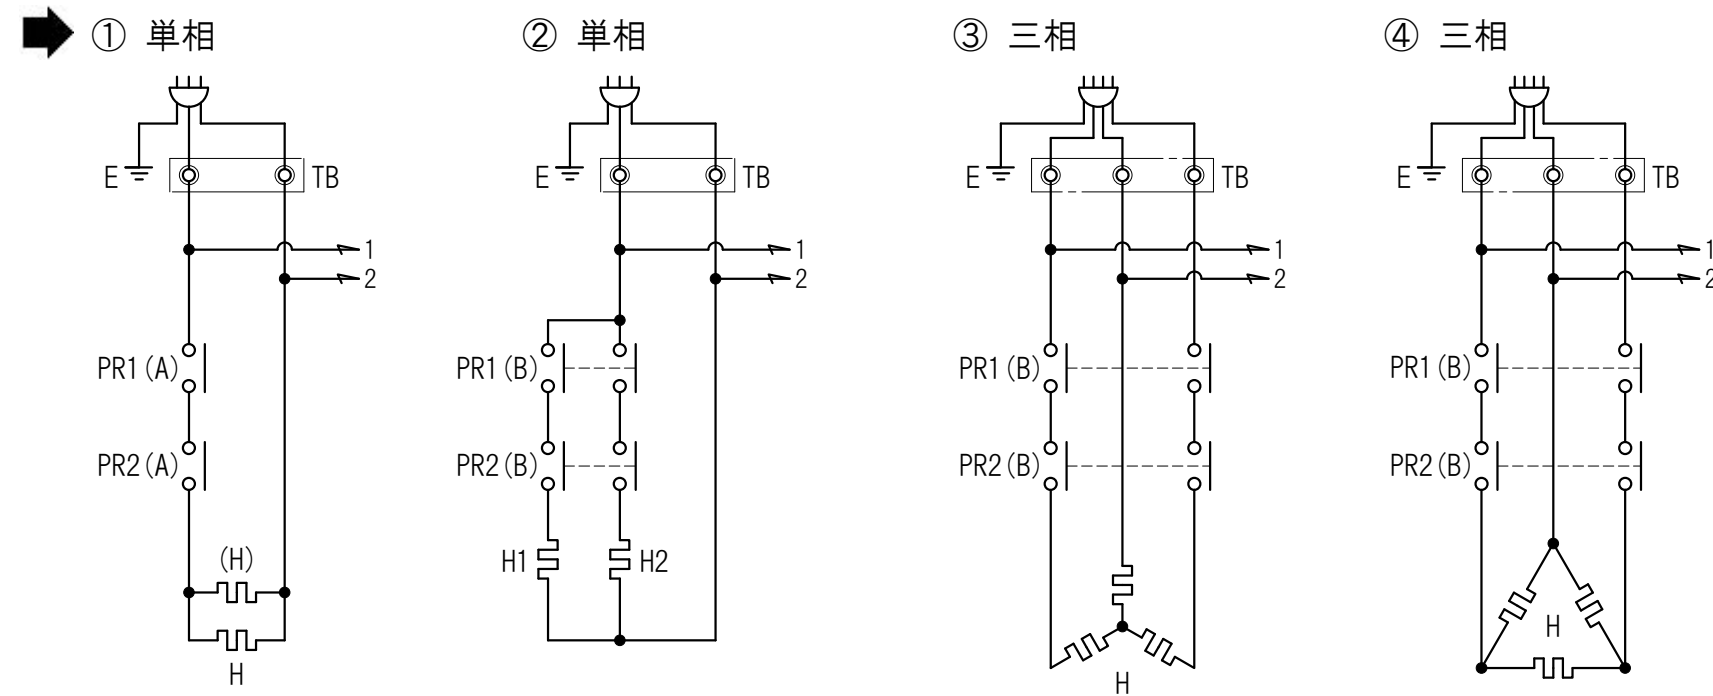 ① 単相
② 単相
③ 三相
④ 三相
E
TB
E
TB
E
TB
E
TB
1
2
1
2
1
2
1
2
PR1(A)
PR1(B)
PR1(B)
PR1(B)
PR2(A)
PR2(B)
PR2(B)
PR2(B)
(H)
H
H1
H2
H
H